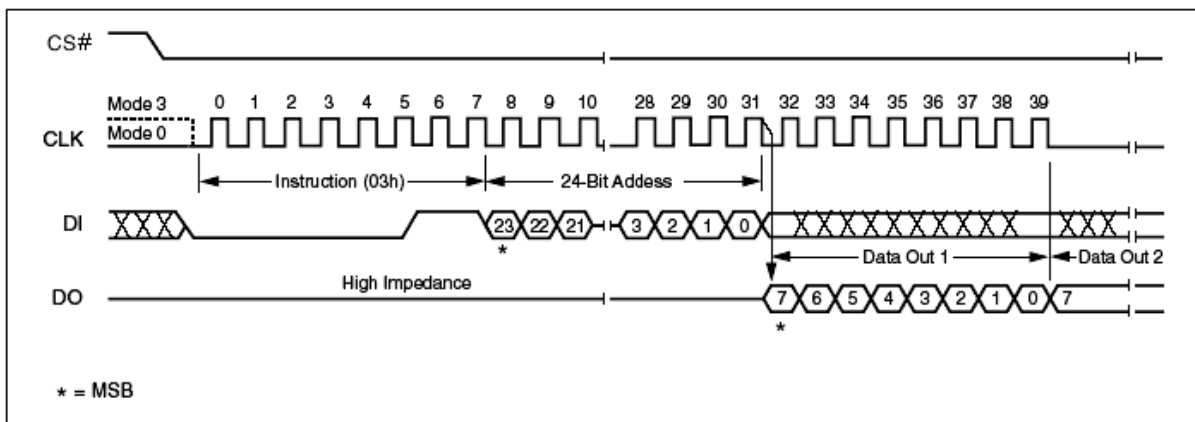 CS#
Mode 3
0 1 2 3 4 5 6 7 8 9 10 28 29 30 31 32 33 34 35 36 37 38 39
CLK
Mode 0
Instruction (03h)
24-Bit Addess
DI
23 22 21 3 2 1 0
*
Data Out 1
Data Out 2
High Impedance
DO
7 6 5 4 3 2 1 0 7
*
* = MSB